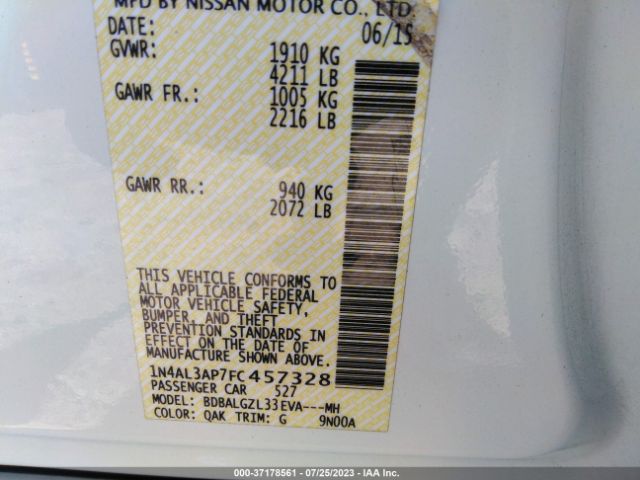 MFD BY NISSAN MOTOR CO., LTD
DATE: 06/15
GVWR: 1910 KG
4211 LB
GAWR FR.: 1005 KG
2216 LB
GAWR RR.: 940 KG
2072 LB
THIS VEHICLE CONFORMS TO
ALL APPLICABLE FEDERAL
MOTOR VEHICLE SAFETY,
BUMPER, AND THEFT
PREVENTION STANDARDS IN
EFFECT ON THE DATE OF
MANUFACTURE SHOWN ABOVE.
1N4AL3AP7FC457328
PASSENGER CAR 527
MODEL: BDBALGZL33EVA---MH
COLOR: QAK TRIM: G 9N00A
000-37178561 / 07/25/2023 / IAA Inc.